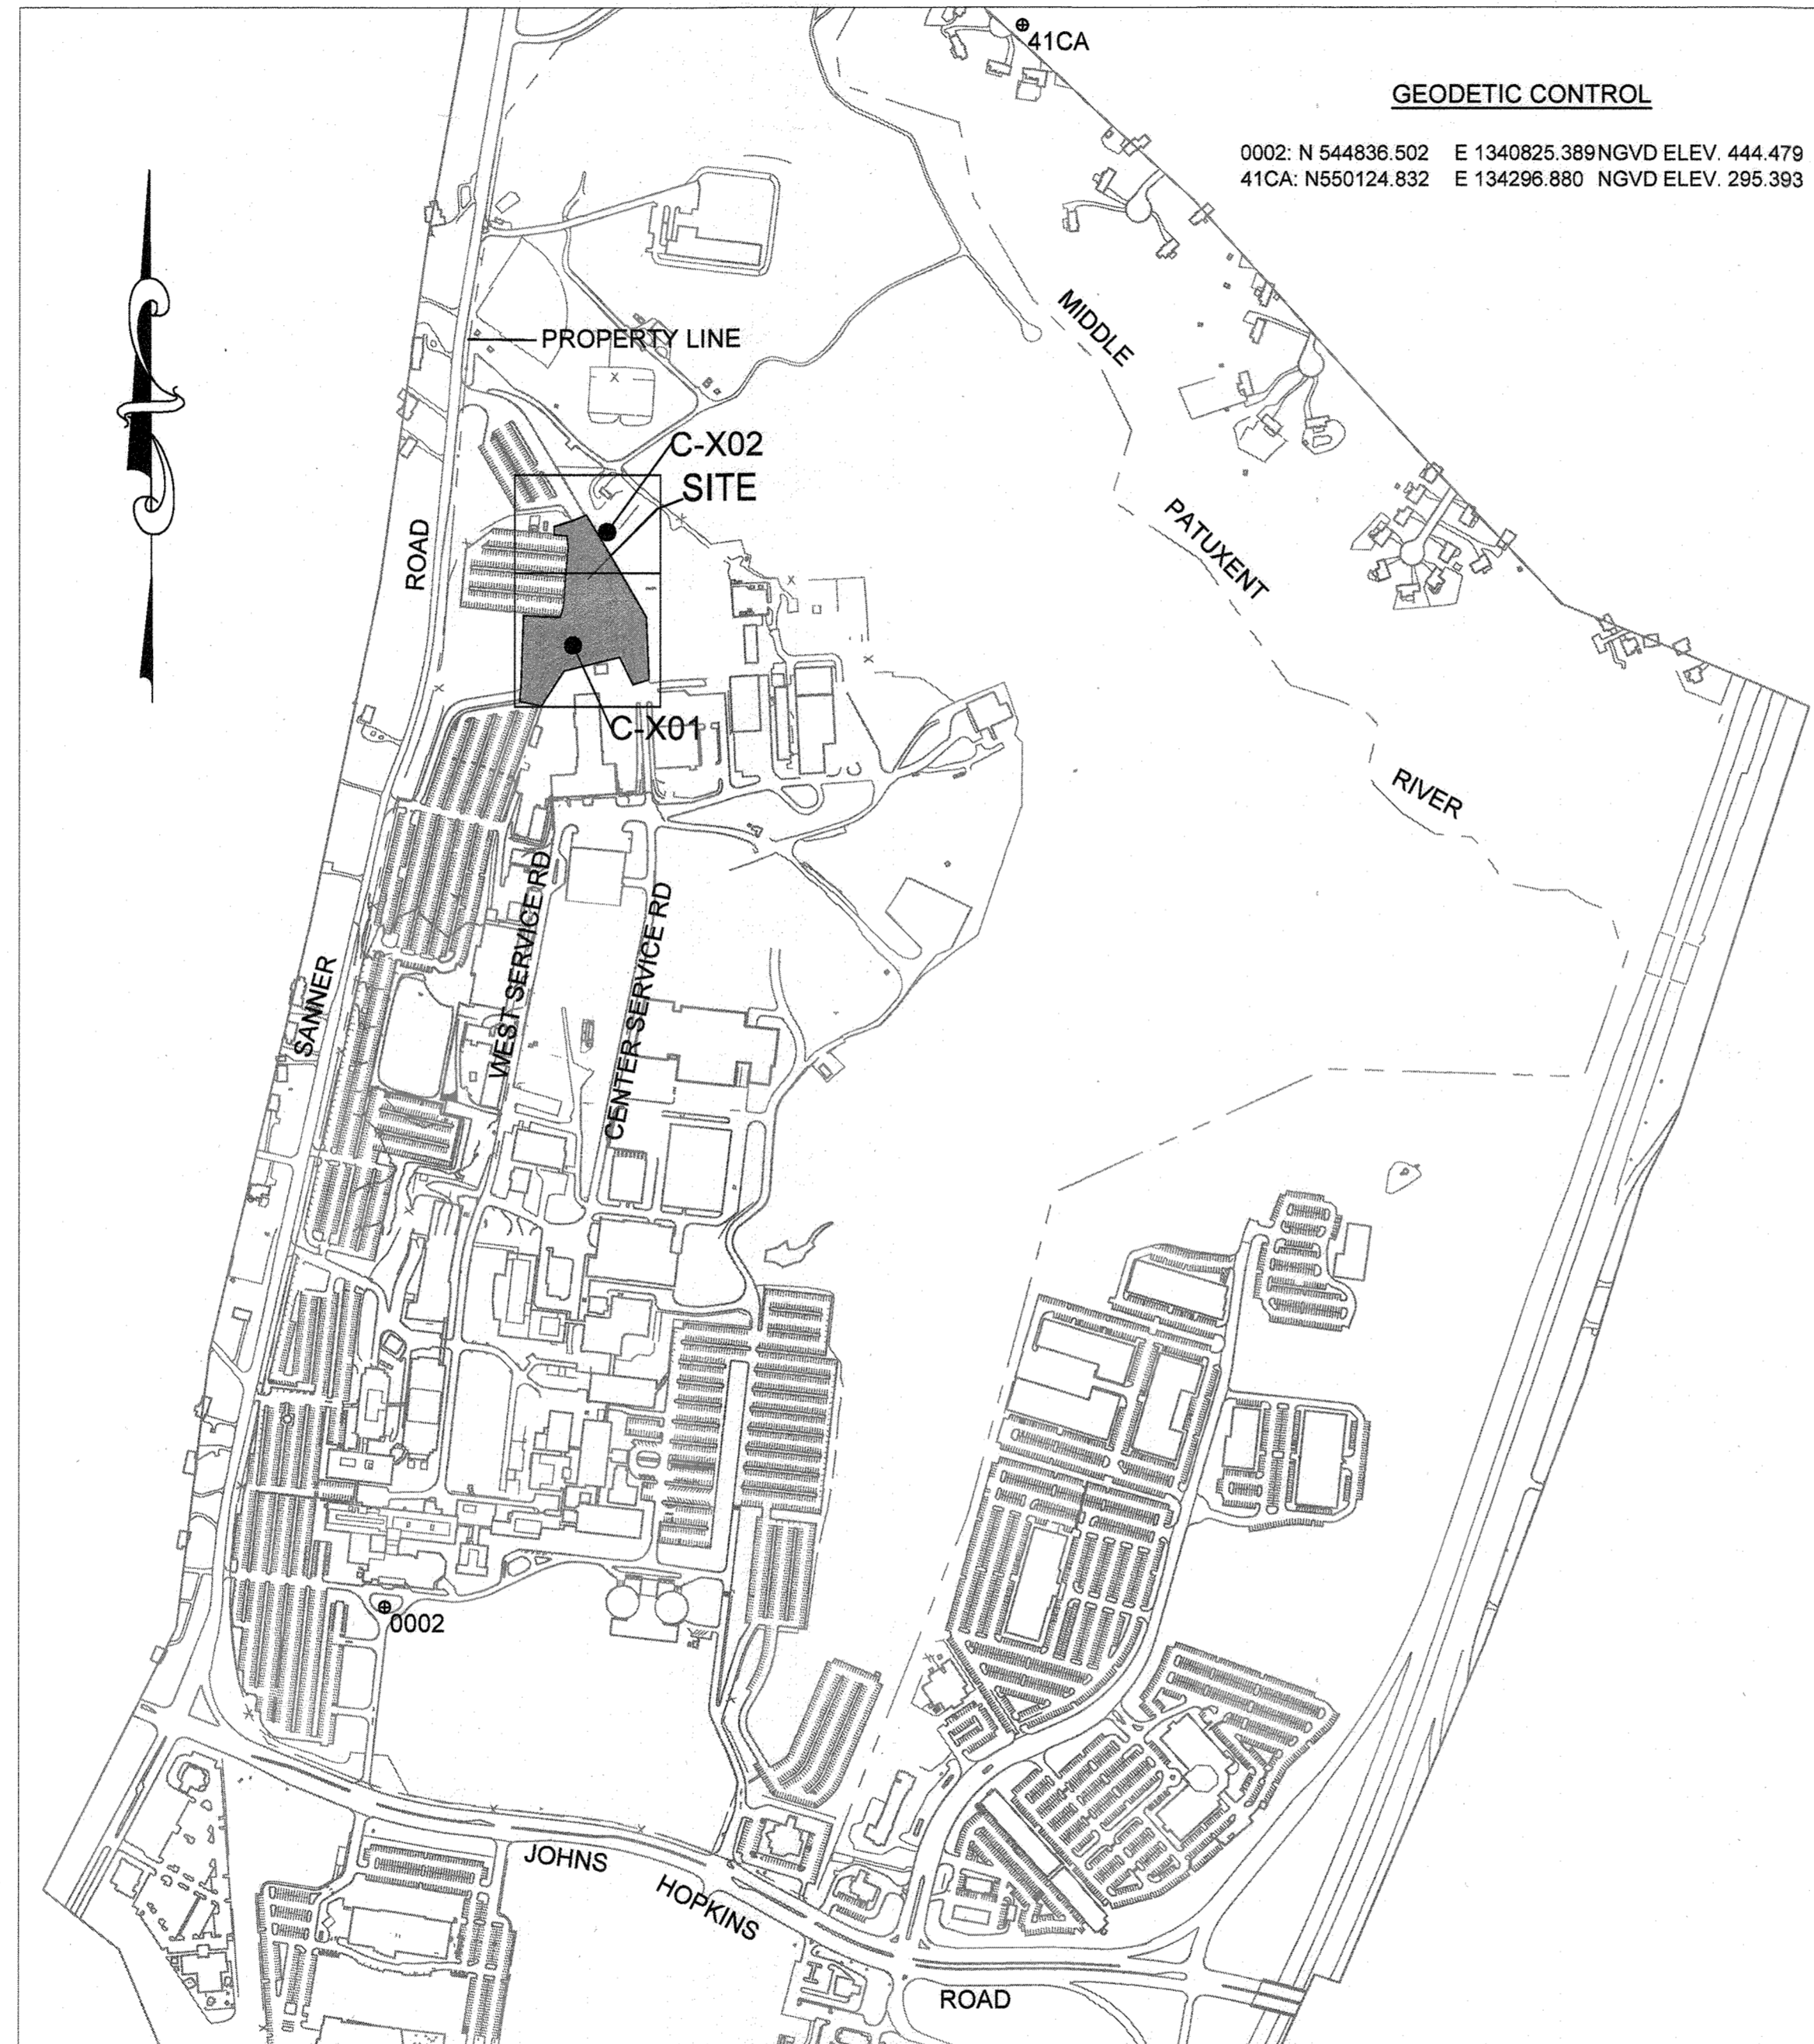 41CA
GEODETIC CONTROL
0002: N 544836.502 E 1340825.389 NGVD ELEV. 444.479
41CA: N550124.832 E 134296.880 NGVD ELEV. 295.393
PROPERTY LINE
MIDDLE
PATUXENT
RIVER
C-X02
SITE
ROAD
C-X01
SANNER
WEST SERVICE RD
CENTER SERVICE RD
0002
JOHNS
HOPKINS
ROAD